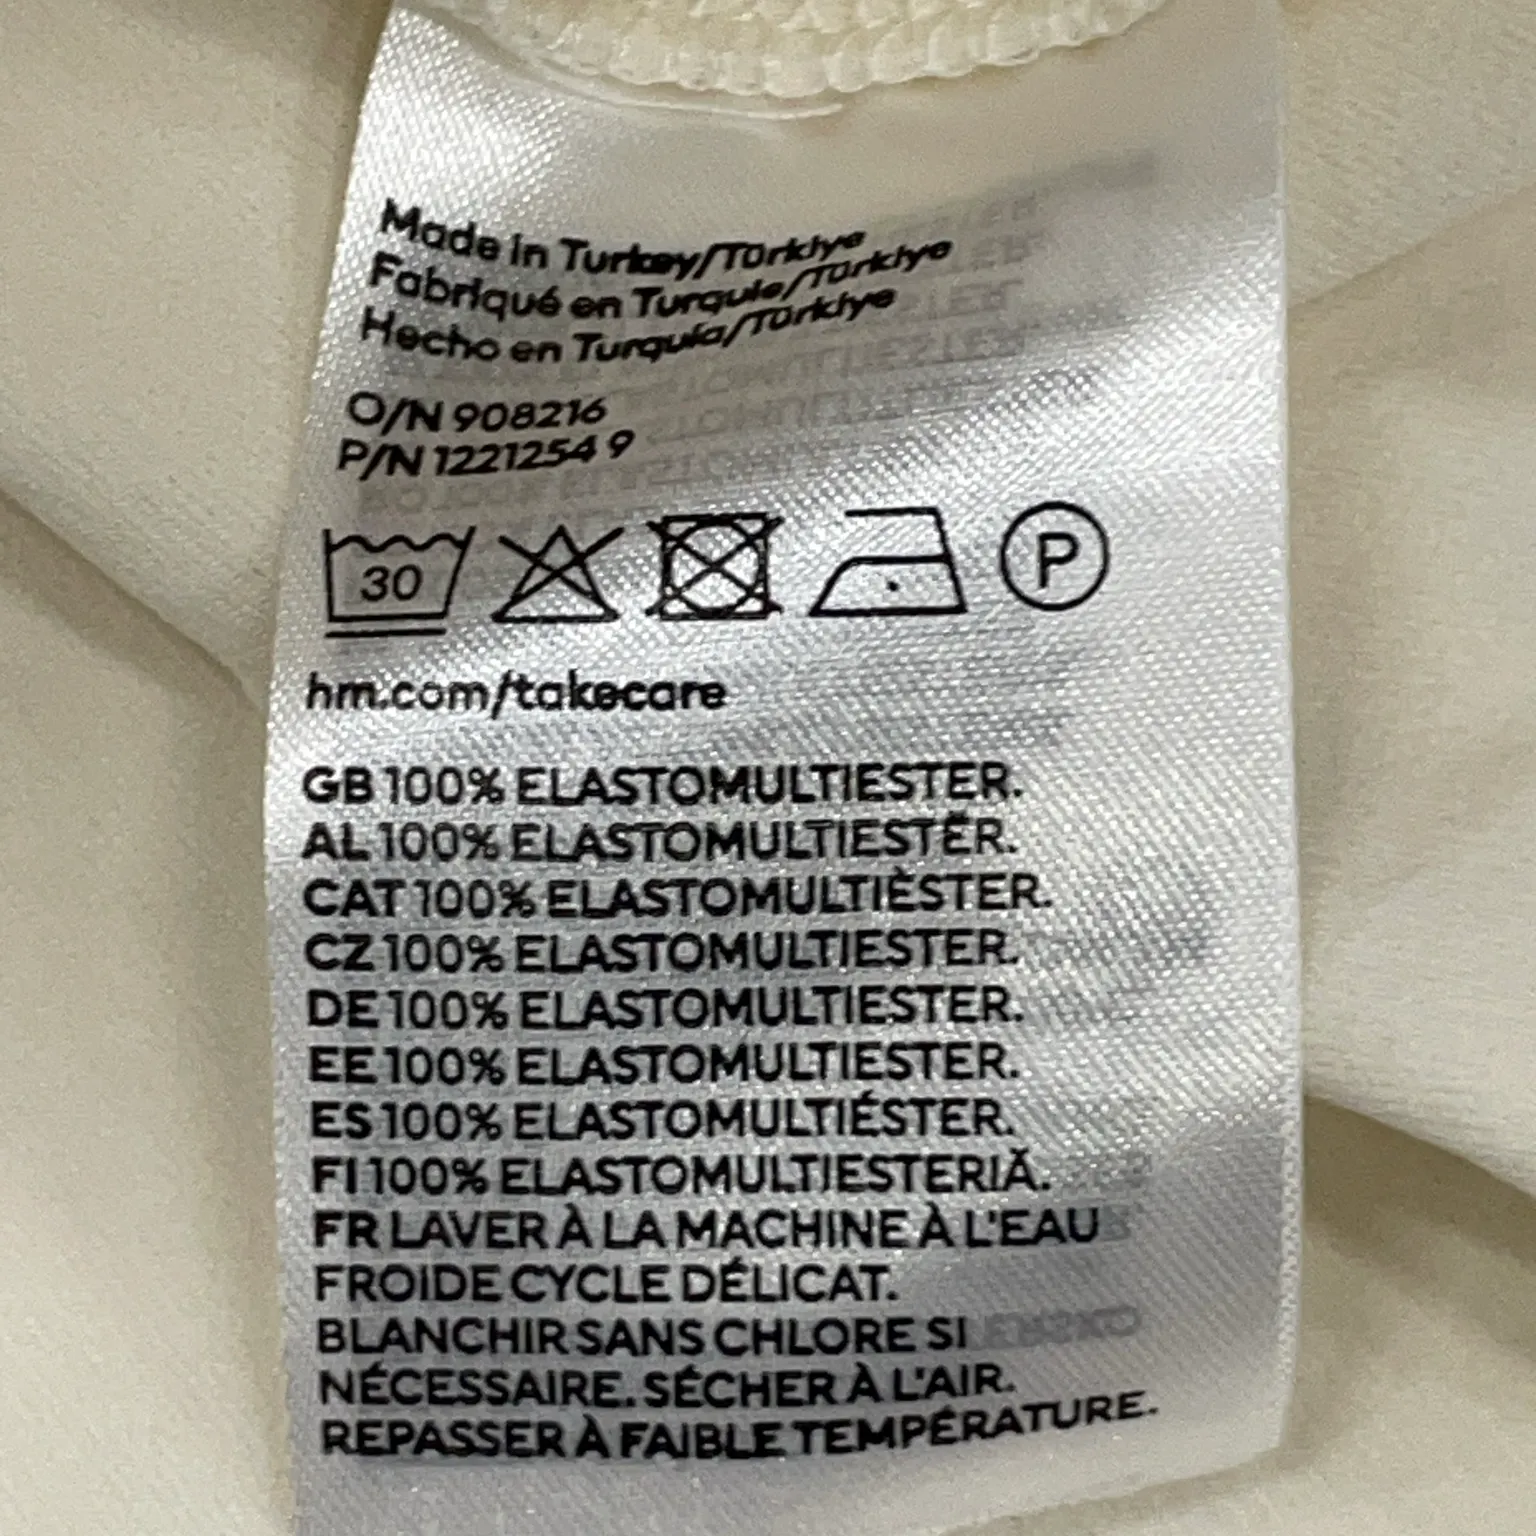 Made in Turkey/Türkiye
Fabriqué en Turquie/Türkiye
Hecho en Turquía/Türkiye
O/N 908216
P/N 1221254 9
30
P
hm.com/takecare
GB 100% ELASTOMULTIESTER.
AL 100% ELASTOMULTIESTËR.
CAT 100% ELASTOMULTIÈSTER.
CZ 100% ELASTOMULTIESTER.
DE 100% ELASTOMULTIESTER.
EE 100% ELASTOMULTIESTER.
ES 100% ELASTOMULTIÉSTER.
FI 100% ELASTOMULTIESTERIÄ.
FR LAVER À LA MACHINE À L'EAU
FROIDE CYCLE DÉLICAT.
BLANCHIR SANS CHLORE SI
NÉCESSAIRE. SÉCHER À L'AIR.
REPASSER À FAIBLE TEMPÉRATURE.